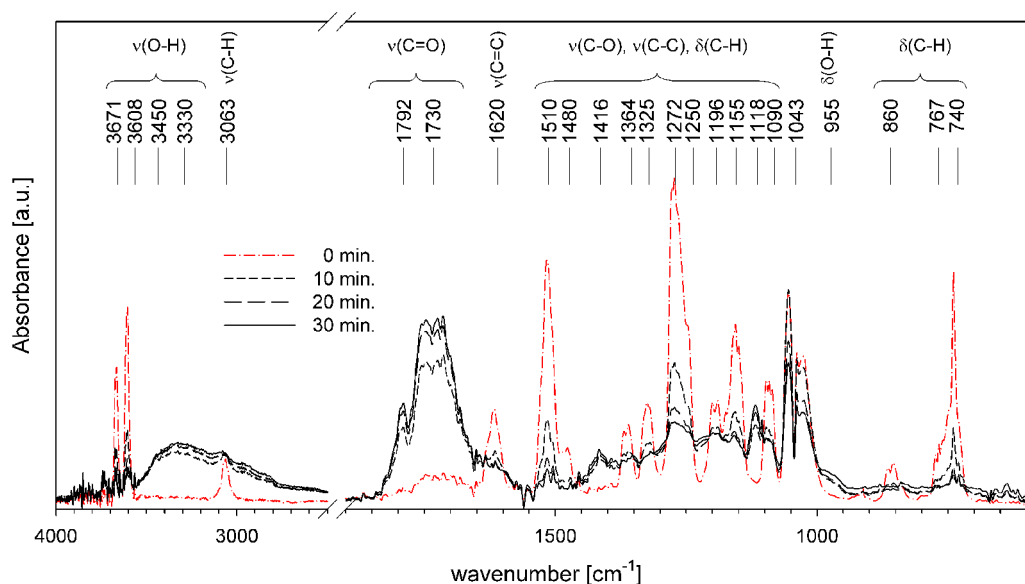 ν(O-H)
ν(C-H)
ν(C=O)
ν(C=C)
ν(C-O), ν(C-C), δ(C-H)
δ(O-H)
δ(C-H)
3671
3608
3450
3330
3063
1792
1730
1620
1510
1480
1416
1364
1325
1272
1250
1196
1155
1118
1090
1043
955
860
767
740
Absorbance [a.u.]
0 min.
10 min.
20 min.
30 min.
4000
3000
1500
1000
wavenumber [cm⁻¹]